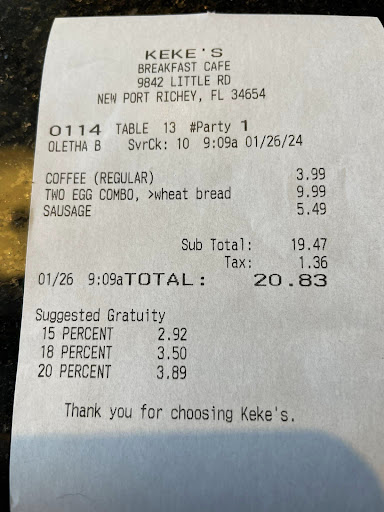 KEKE'S
BREAKFAST CAFE
9842 LITTLE RD
NEW PORT RICHEY, FL 34654
0114 TABLE 13 #Party 1
OLETHA B SvrCk: 10 9:09a 01/26/24
COFFEE (REGULAR) 3.99
TWO EGG COMBO, >wheat bread 9.99
SAUSAGE 5.49
Sub Total: 19.47
Tax: 1.36
01/26 9:09a TOTAL: 20.83
Suggested Gratuity
15 PERCENT 2.92
18 PERCENT 3.50
20 PERCENT 3.89
Thank you for choosing Keke's.